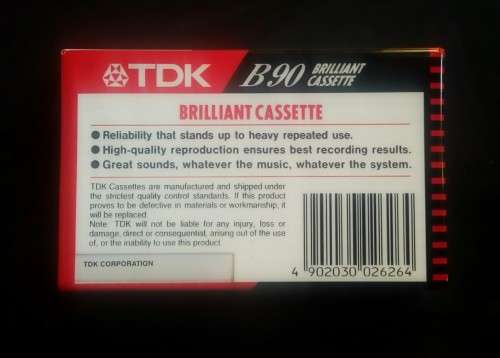 TDK B90 BRILLIANT CASSETTE
BRILLIANT CASSETTE
● Reliability that stands up to heavy repeated use.
● High-quality reproduction ensures best recording results.
● Great sounds, whatever the music, whatever the system.
TDK Cassettes are manufactured and shipped under
the strictest quality control standards. If this product
proves to be defective in materials or workmanship, it
will be replaced.
Note: TDK will not be liable for any injury, loss or
damage, direct or consequential, arising out of the use
of, or the inability to use this product.
TDK CORPORATION
4 902030 026264